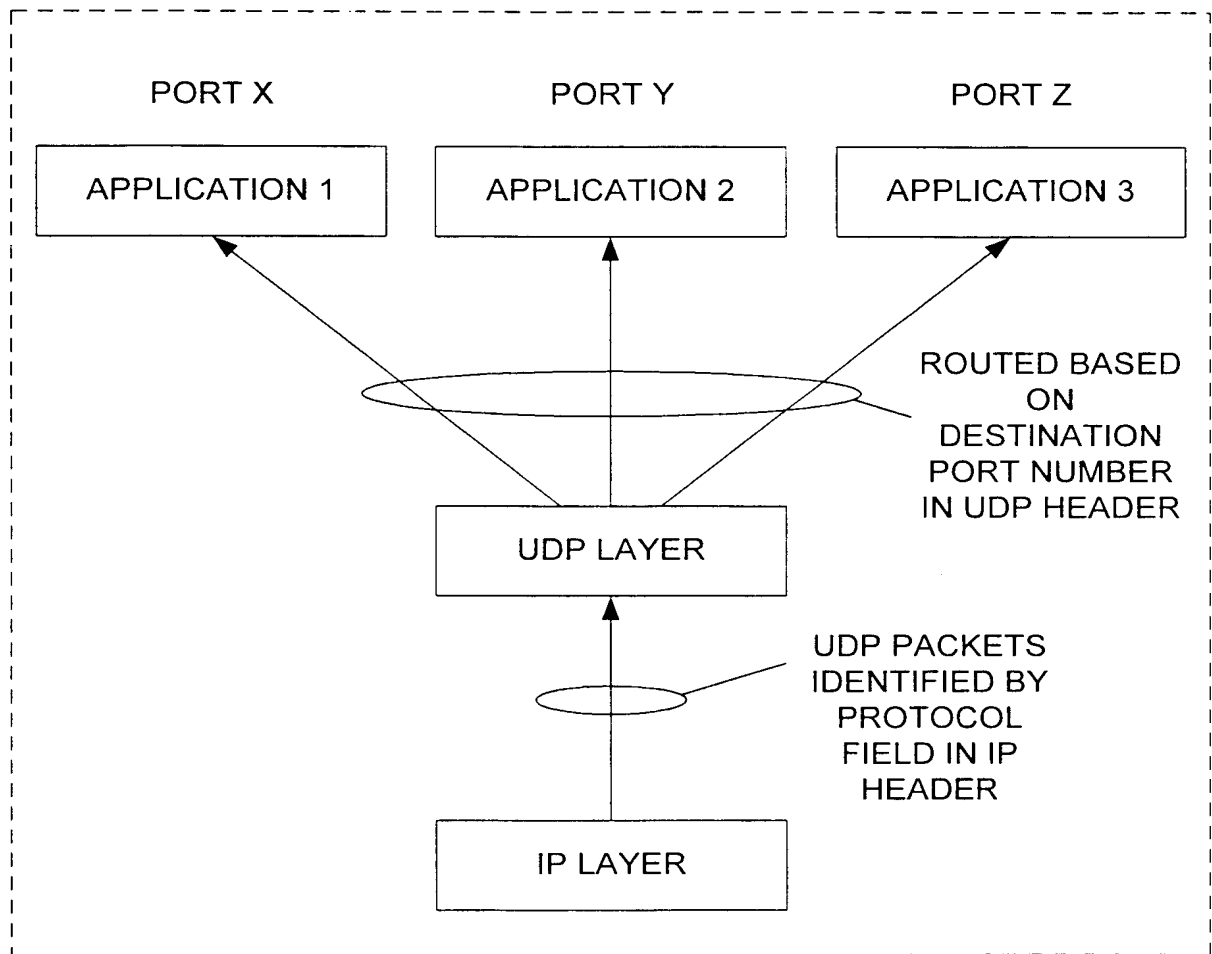 PORT X
PORT Y
PORT Z
APPLICATION 1
APPLICATION 2
APPLICATION 3
ROUTED BASED
ON
DESTINATION
PORT NUMBER
IN UDP HEADER
UDP LAYER
UDP PACKETS
IDENTIFIED BY
PROTOCOL
FIELD IN IP
HEADER
IP LAYER